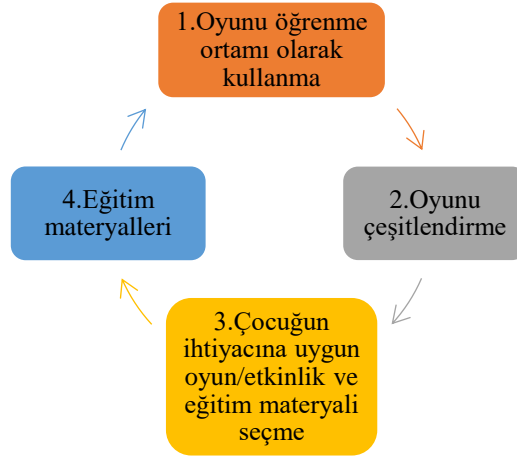 1.Oyunu öğrenme
ortamı olarak
kullanma
2.Oyunu
çeşitlendirme
3.Çocuğun
ihtiyacına uygun
oyun/etkinlik ve
eğitim materyali
seçme
4.Eğitim
materyalleri